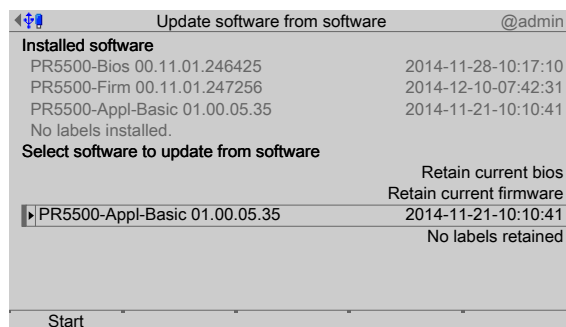 Update software from software @admin
Installed software
PR5500-Bios 00.11.01.246425 2014-11-28-10:17:10
PR5500-Firm 00.11.01.247256 2014-12-10-07:42:31
PR5500-Appl-Basic 01.00.05.35 2014-11-21-10:10:41
No labels installed.
Select software to update from software
Retain current bios
Retain current firmware
PR5500-Appl-Basic 01.00.05.35 2014-11-21-10:10:41
No labels retained
Start